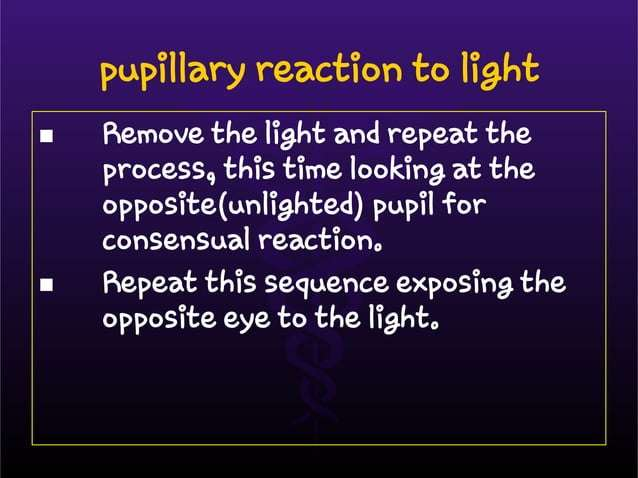 pupillary reaction to light
■ Remove the light and repeat the
process, this time looking at the
opposite(unlighted) pupil for
consensual reaction.
■ Repeat this sequence exposing the
opposite eye to the light.